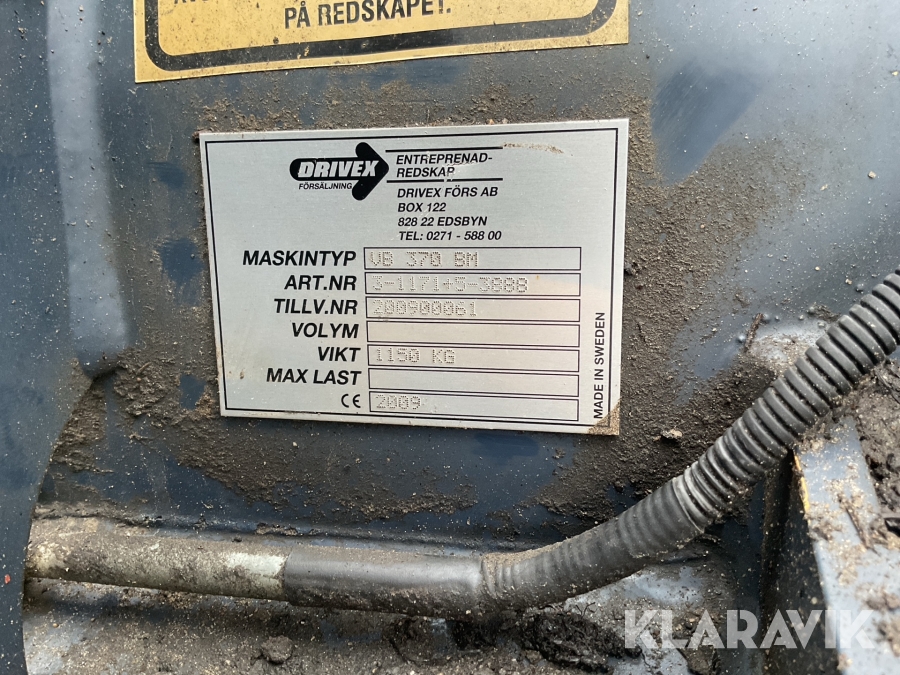 PÅ REDSKAPET.
DRIVEX
FÖRSÄLJNING
ENTREPRENAD-
REDSKAP
DRIVEX FÖRS AB
BOX 122
828 22 EDSBYN
TEL: 0271 - 588 00
MASKINTYP VB 370 BM
ART.NR 3-1171+S-3888
TILLV.NR 200900061
VOLYM
VIKT 1150 KG
MAX LAST
CE 2009
MADE IN SWEDEN
KLARAVIK